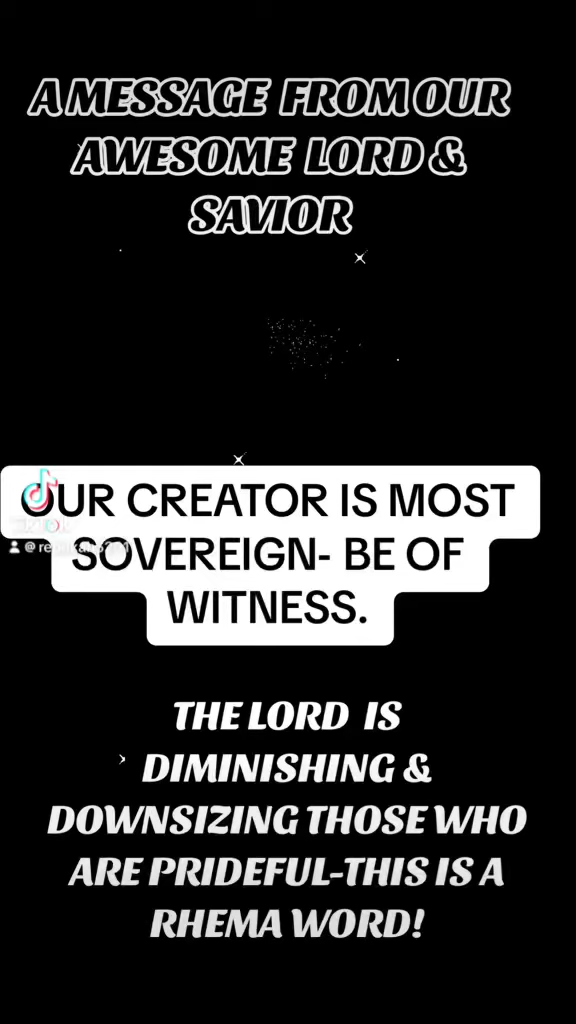 A MESSAGE FROM OUR
AWESOME LORD &
SAVIOR
OUR CREATOR IS MOST
SOVEREIGN- BE OF
WITNESS.
THE LORD IS
DIMINISHING &
DOWNSIZING THOSE WHO
ARE PRIDEFUL-THIS IS A
RHEMA WORD!